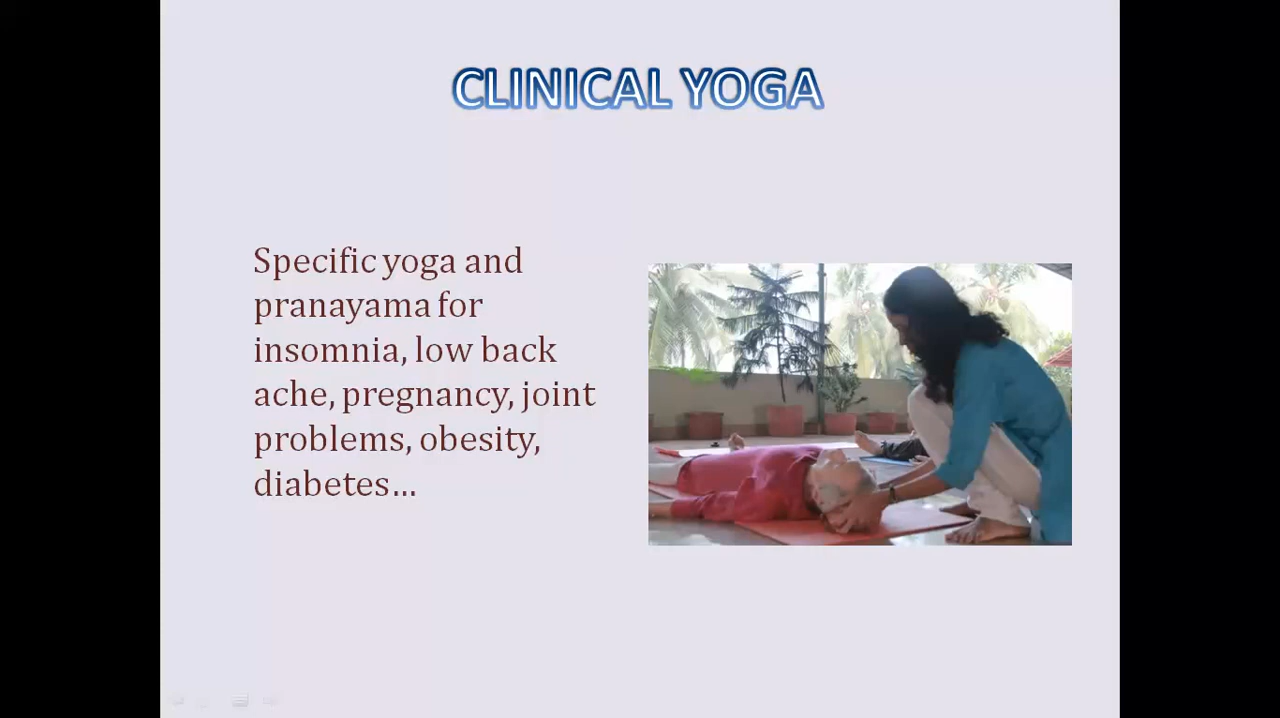 CLINICAL YOGA
Specific yoga and
pranayama for
insomnia, low back
ache, pregnancy, joint
problems, obesity,
diabetes...